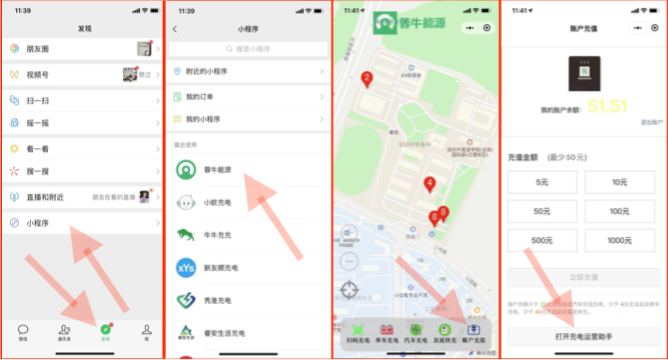 11:39
发现
朋友圈
视频号
赞过
扫一扫
摇一摇
看一看
搜一搜
直播和附近
朋友在看的直播
小程序
微信
通讯录
发现
我
11:39
小程序
搜索小程序
附近的小程序
我的订单
我的小程序
最近使用
蓉牛能源
小欧充电
牛牛充充
新友顺充电
秀淮充电
睿安生活充电
11:41
蓉牛能源
2
4
8
8
扫码充电
单车充电
汽车充电
直流快充
账户充值
11:41
账户充值
我的账户余额:
51.51
退出账户
充值金额 (最少50元)
5元
10元
50元
100元
500元
1000元
立即充值
打开充电运营助手